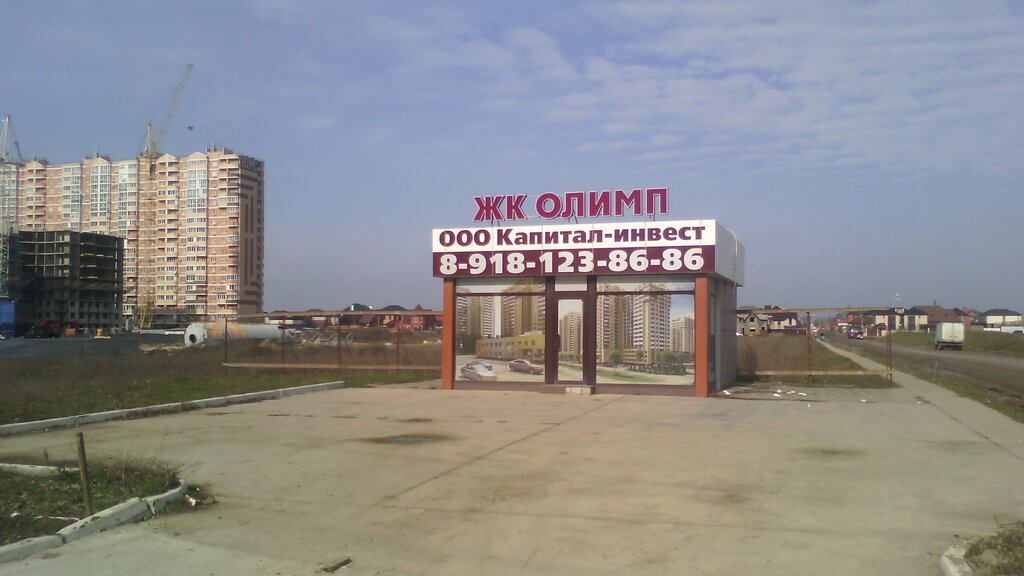 ЖК ОЛИМП
ООО Капитал-инвест
8-918-123-86-86